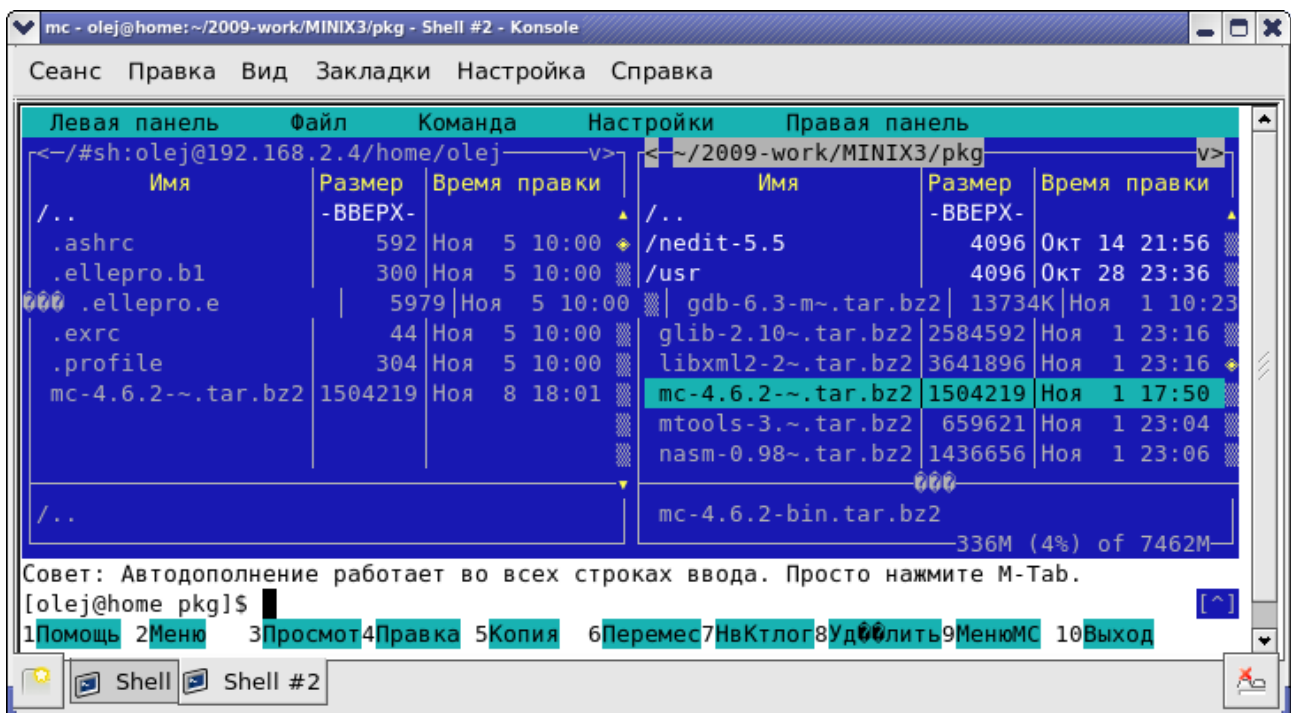 mc - olej@home:~/2009-work/MINIX3/pkg - Shell #2 - Konsole
Сеанс Правка Вид Закладки Настройка Справка
Левая панель Файл Команда Настройки Правая панель
<─/#sh:olej@192.168.2.4/home/olej──────v>┐┌<─~/2009-work/MINIX3/pkg──────v>
Имя │Размер │Время правки │ Имя │Размер │Время правки
/.. │-ВВЕРХ-│ │/.. │-ВВЕРХ-│
.ashrc │ 592│Ноя 5 10:00 │/nedit-5.5 │ 4096│Окт 14 21:56
.ellepro.b1 │ 300│Ноя 5 10:00 │/usr │ 4096│Окт 28 23:36
��� .ellepro.e │ 5979│Ноя 5 10:00 │ gdb-6.3-m~.tar.bz2│ 13734K│Ноя 1 10:23
.exrc │ 44│Ноя 5 10:00 │ glib-2.10~.tar.bz2│2584592│Ноя 1 23:16
.profile │ 304│Ноя 5 10:00 │ libxml2-2~.tar.bz2│3641896│Ноя 1 23:16
mc-4.6.2-~.tar.bz2│1504219│Ноя 8 18:01 │ mc-4.6.2-~.tar.bz2│1504219│Ноя 1 17:50
mtools-3.~.tar.bz2│ 659621│Ноя 1 23:04
nasm-0.98~.tar.bz2│1436656│Ноя 1 23:06
���
/.. mc-4.6.2-bin.tar.bz2
336M (4%) of 7462M
Совет: Автодополнение работает во всех строках ввода. Просто нажмите M-Tab.
[olej@home pkg]$ [^]
1Помощь 2Меню 3Просмот4Правка 5Копия 6Перемес7НвКтлог8Уд��лить9МенюМС 10Выход
Shell Shell #2